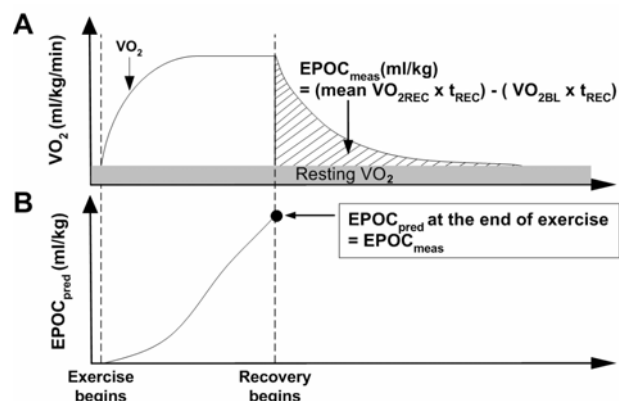 A
VO₂ (ml/kg/min)
VO₂
EPOCmeas(ml/kg)
= (mean VO₂REC x tREC) - ( VO₂BL x tREC)
Resting VO₂
B
EPOCpred (ml/kg)
EPOCpred at the end of exercise
= EPOCmeas
Exercise
begins
Recovery
begins